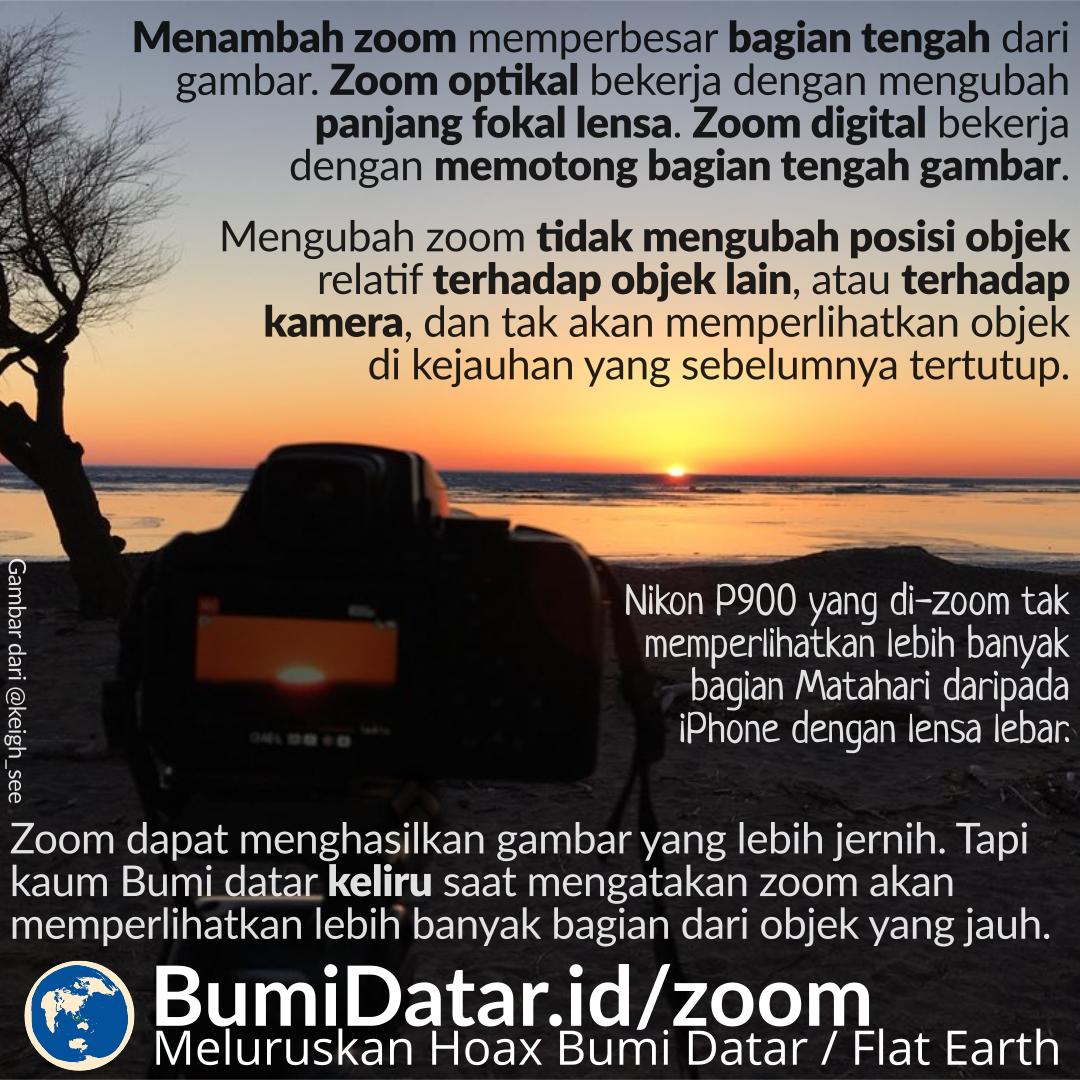 Menambah zoom memperbesar bagian tengah dari
gambar. Zoom optikal bekerja dengan mengubah
panjang fokal lensa. Zoom digital bekerja
dengan memotong bagian tengah gambar.
Mengubah zoom tidak mengubah posisi objek
relatif terhadap objek lain, atau terhadap
kamera, dan tak akan memperlihatkan objek
di kejauhan yang sebelumnya tertutup.
Gambar dari @keigh_see
Nikon P900 yang di-zoom tak
memperlihatkan lebih banyak
bagian Matahari daripada
iPhone dengan lensa lebar.
Zoom dapat menghasilkan gambar yang lebih jernih. Tapi
kaum Bumi datar keliru saat mengatakan zoom akan
memperlihatkan lebih banyak bagian dari objek yang jauh.
BumiDatar.id/zoom
Meluruskan Hoax Bumi Datar / Flat Earth